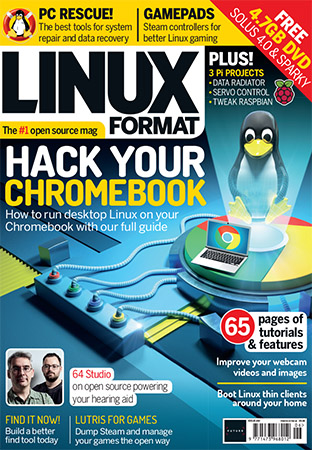 PC RESCUE!
The best tools for system
repair and data recovery
GAMEPADS
Steam controllers for
better Linux gaming
FREE
4.7GB DVD
SOLUS 4.0 & SPARKY
LINUX
FORMAT
The #1 open source mag
PLUS!
3 Pi PROJECTS
• DATA RADIATOR
• SERVO CONTROL
• TWEAK RASPBIAN
HACK YOUR
CHROMEBOOK
How to run desktop Linux on your
Chromebook with our full guide
65 pages of
tutorials
& features
Improve your webcam
videos and images
Boot Linux thin clients
around your home
64 Studio
on open source powering
your hearing aid
FIND IT NOW!
Build a better
find tool today
LUTRIS FOR GAMES
Dump Steam and manage
your games the open way
FUTURE
9 771473 968012